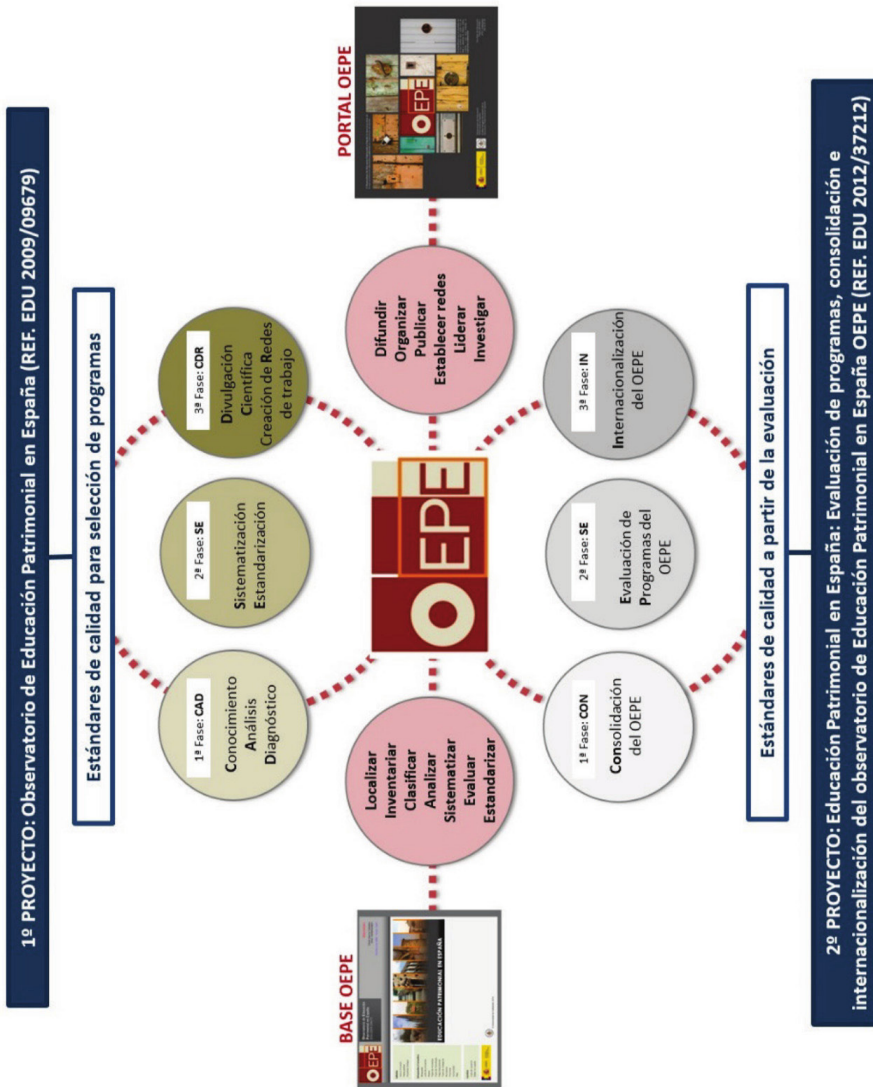 1º PROYECTO: Observatorio de Educación Patrimonial en España (REF. EDU 2009/09679)
Estándares de calidad para selección de programas
1ª Fase: CAD
Conocimiento
Análisis
Diagnóstico
2ª Fase: SE
Sistematización
Estandarización
3ª Fase: CDR
Divulgación
Científica
Creación de Redes
de trabajo
BASE OEPE
OEPE
EDUCACIÓN PATRIMONIAL EN ESPAÑA
Localizar
Inventariar
Clasificar
Analizar
Sistematizar
Evaluar
Estandarizar
OEPE
Difundir
Organizar
Publicar
Establecer redes
Liderar
Investigar
PORTAL OEPE
OEPE
1ª Fase: CON
Consolidación
del OEPE
2ª Fase: SE
Evaluación de
Programas del
OEPE
3ª Fase: IN
Internacionalización
del OEPE
Estándares de calidad a partir de la evaluación
2º PROYECTO: Educación Patrimonial en España: Evaluación de programas, consolidación e
internacionalización del observatorio de Educación Patrimonial en España OEPE (REF. EDU 2012/37212)